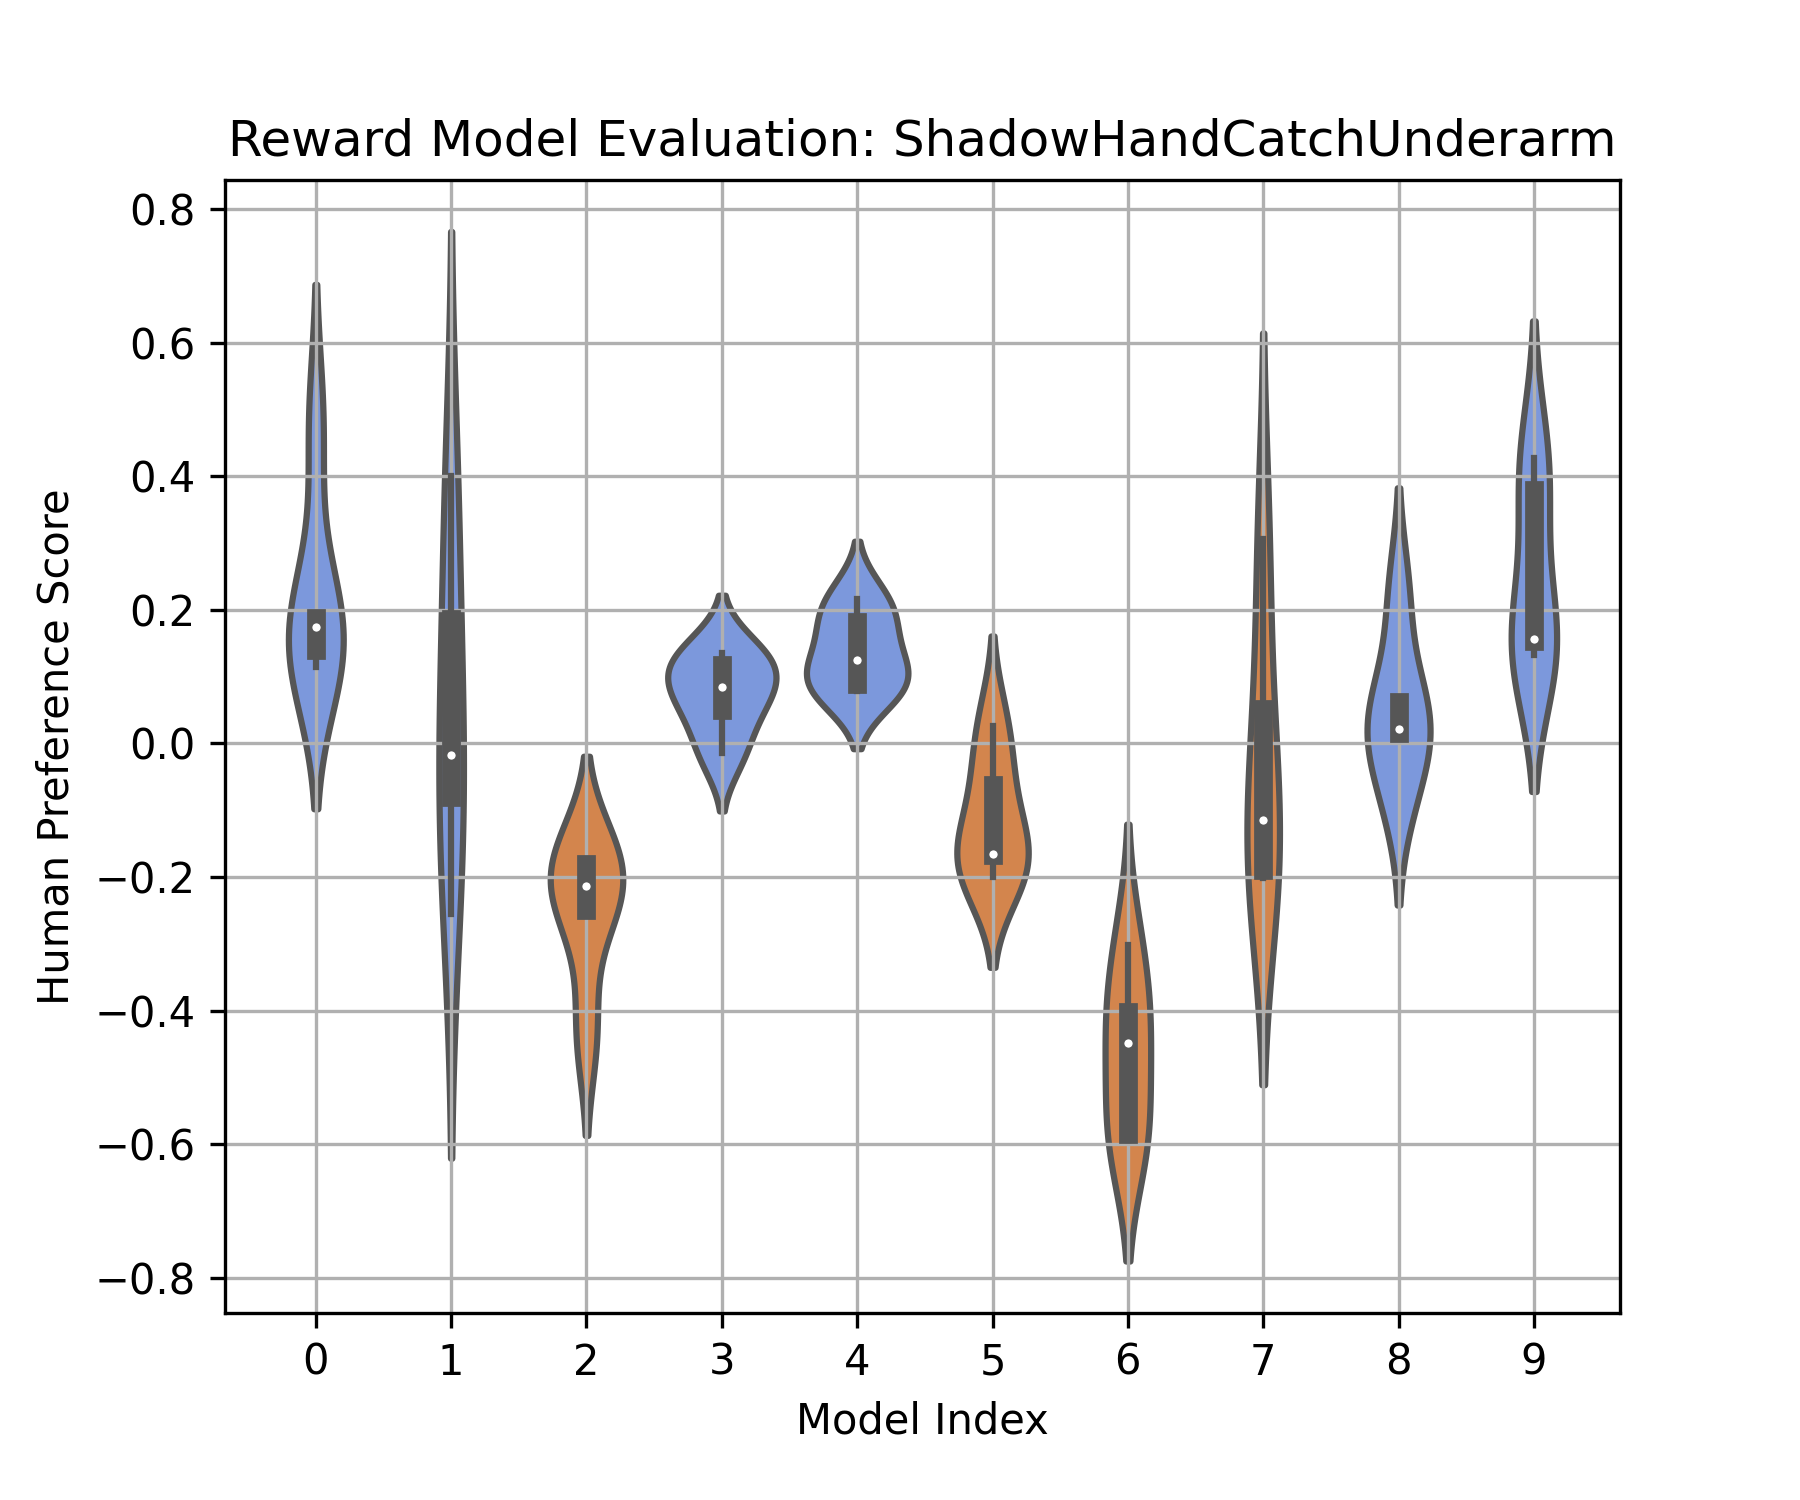 Reward Model Evaluation: ShadowHandCatchUnderarm
Human Preference Score
0.8
0.6
0.4
0.2
0.0
−0.2
−0.4
−0.6
−0.8
0 1 2 3 4 5 6 7 8 9
Model Index